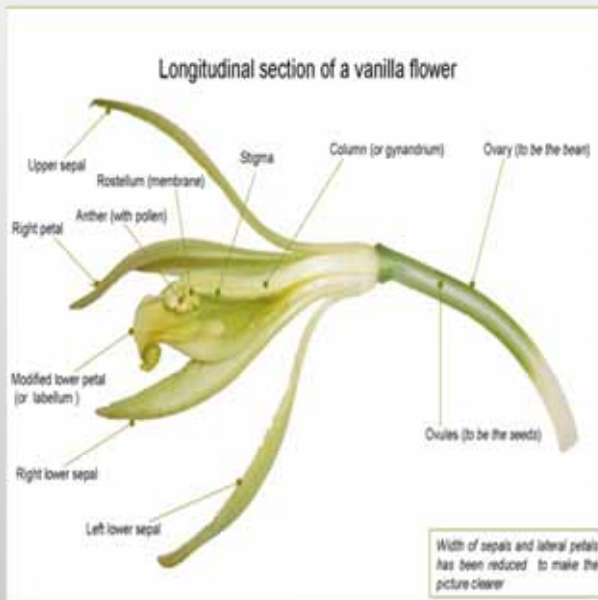 Longitudinal section of a vanilla flower
Upper sepal
Rostellum (membrane)
Stigma
Column (or gynandrium)
Ovary (to be the bean)
Anther (with pollen)
Right petal
Modified lower petal
(or labellum )
Right lower sepal
Left lower sepal
Ovules (to be the seeds)
Width of sepals and lateral petals
has been reduced to make the
picture clearer